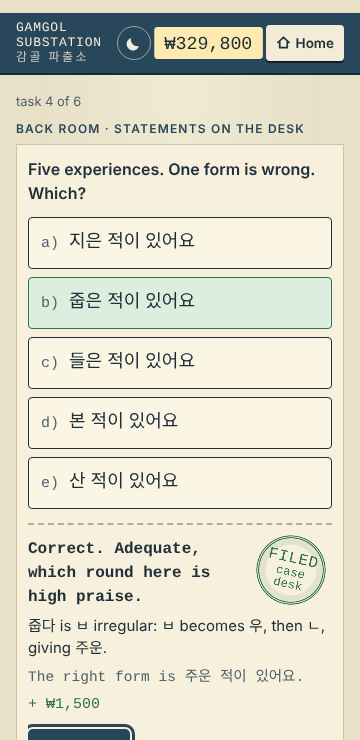 GAMGOL
SUBSTATION
감골 파출소
₩329,800
Home
task 4 of 6
BACK ROOM · STATEMENTS ON THE DESK
Five experiences. One form is wrong.
Which?
a) 지은 적이 있어요
b) 줍은 적이 있어요
c) 들은 적이 있어요
d) 본 적이 있어요
e) 산 적이 있어요
Correct. Adequate,
which round here is
high praise.
FILED
case
desk
줍다 is ㅂ irregular: ㅂ becomes 우, then ㄴ,
giving 주운.
The right form is 주운 적이 있어요.
+ ₩1,500